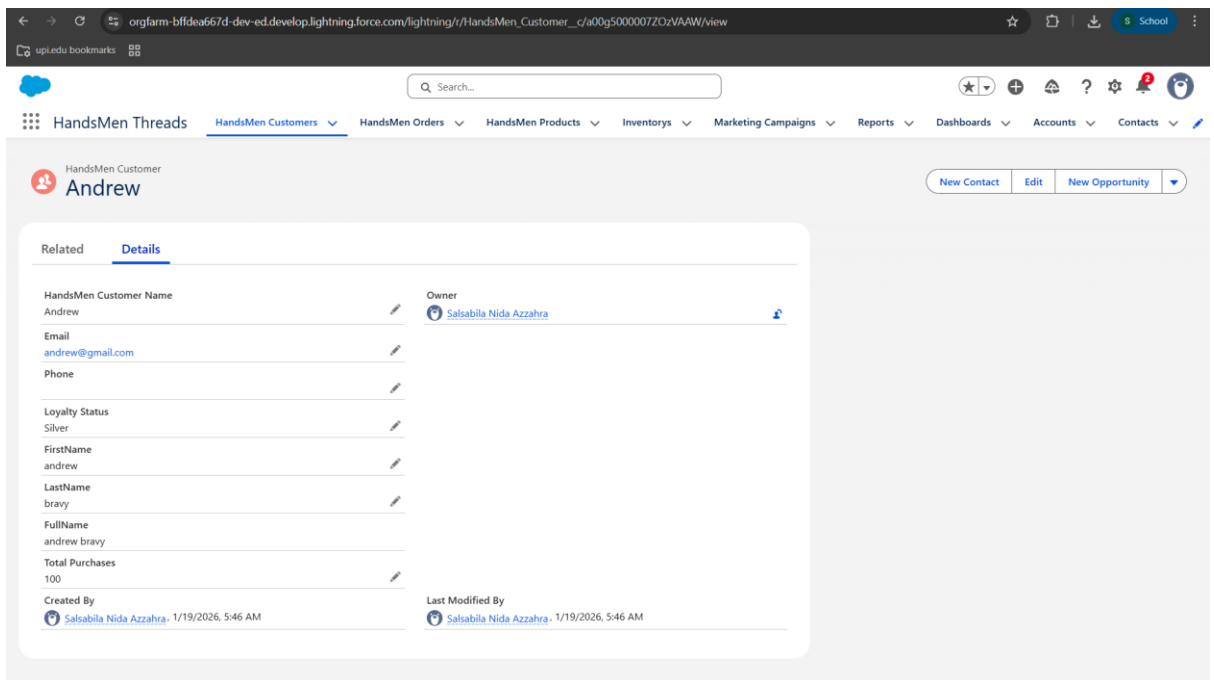 orgfarm-bffdea667d-dev-ed.develop.lightning.force.com/lightning/r/HandsMen_Customer__c/a00g5000007ZOzVAAW/view
S School
upi.edu bookmarks
Search...
2
HandsMen Threads HandsMen Customers HandsMen Orders HandsMen Products Inventorys Marketing Campaigns Reports Dashboards Accounts Contacts
HandsMen Customer
Andrew
New Contact Edit New Opportunity
Related Details
HandsMen Customer Name
Andrew
Owner
Salsabila Nida Azzahra
Email
andrew@gmail.com
Phone
Loyalty Status
Silver
FirstName
andrew
LastName
bravy
FullName
andrew bravy
Total Purchases
100
Created By
Salsabila Nida Azzahra, 1/19/2026, 5:46 AM
Last Modified By
Salsabila Nida Azzahra, 1/19/2026, 5:46 AM